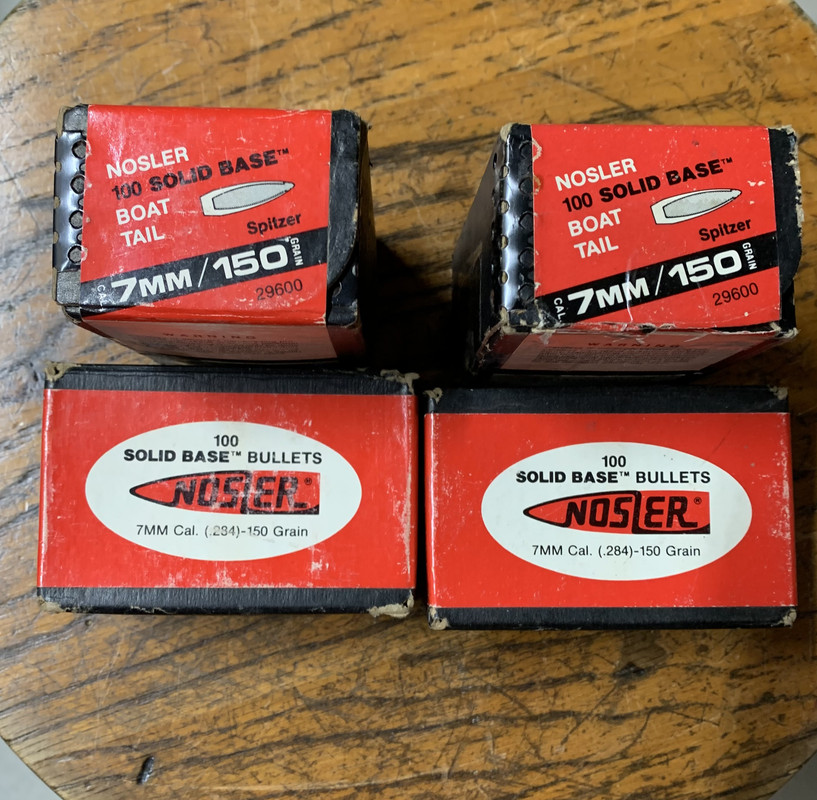 NOSLER
100 SOLID BASE™
BOAT
TAIL
Spitzer
CAL. 7MM/150 GRAIN
29600
WARNING
NOSLER
100 SOLID BASE™
BOAT
TAIL
Spitzer
CAL. 7MM/150 GRAIN
29600
WARNING
100
SOLID BASE™ BULLETS
NOSLER®
7MM Cal. (.284)-150 Grain
100
SOLID BASE™ BULLETS
NOSLER®
7MM Cal. (.284)-150 Grain